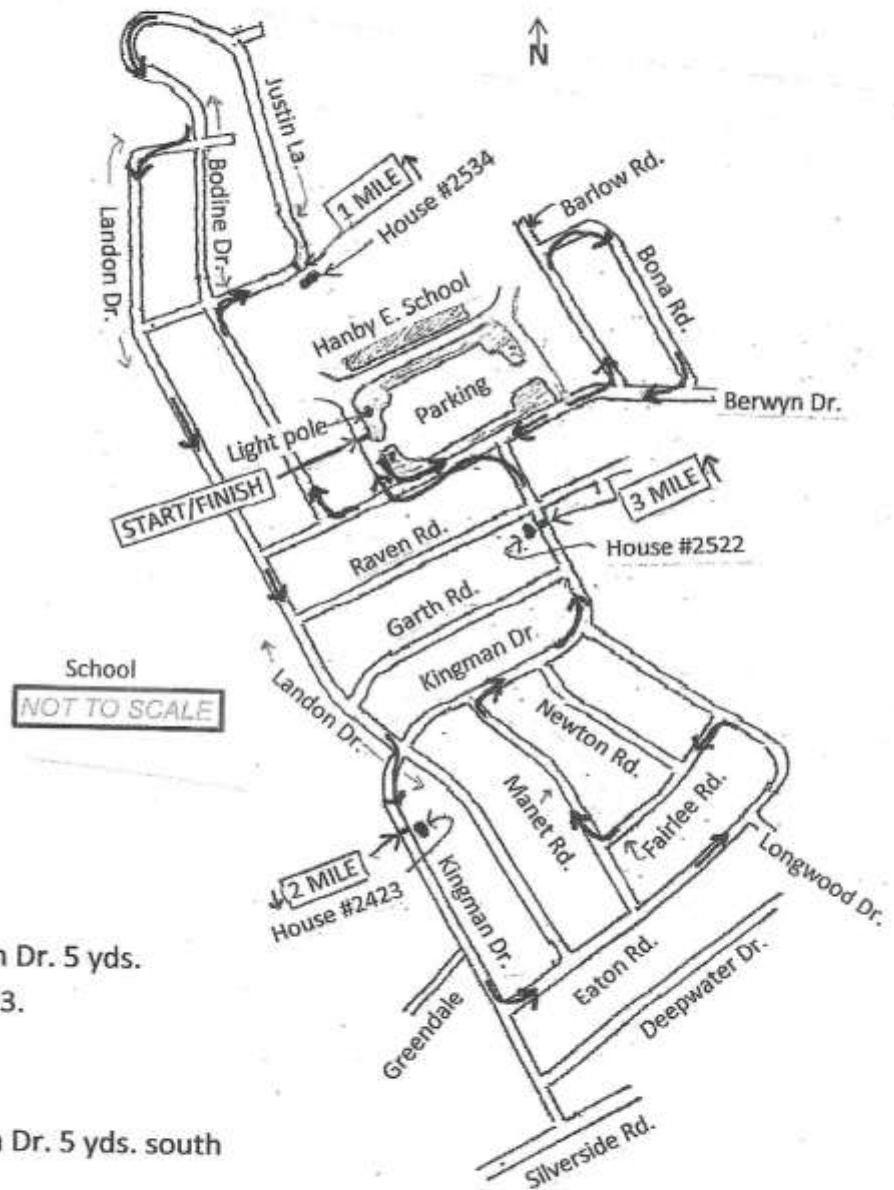 N
Justin La.
1 MILE
House #2534
Barlow Rd.
Bodine Dr.
Landon Dr.
Hanby E. School
Bona Rd.
Parking
Berwyn Dr.
Light pole
START/FINISH
3 MILE
Raven Rd.
House #2522
Garth Rd.
Kingman Dr.
School
NOT TO SCALE
Landon Dr.
Newton Rd.
Manet Rd.
Fairlee Rd.
2 MILE
House #2423
Kingman Dr.
Longwood Dr.
n Dr. 5 yds.
Eaton Rd.
3.
Deepwater Dr.
Greendale
n Dr. 5 yds. south
Silverside Rd.